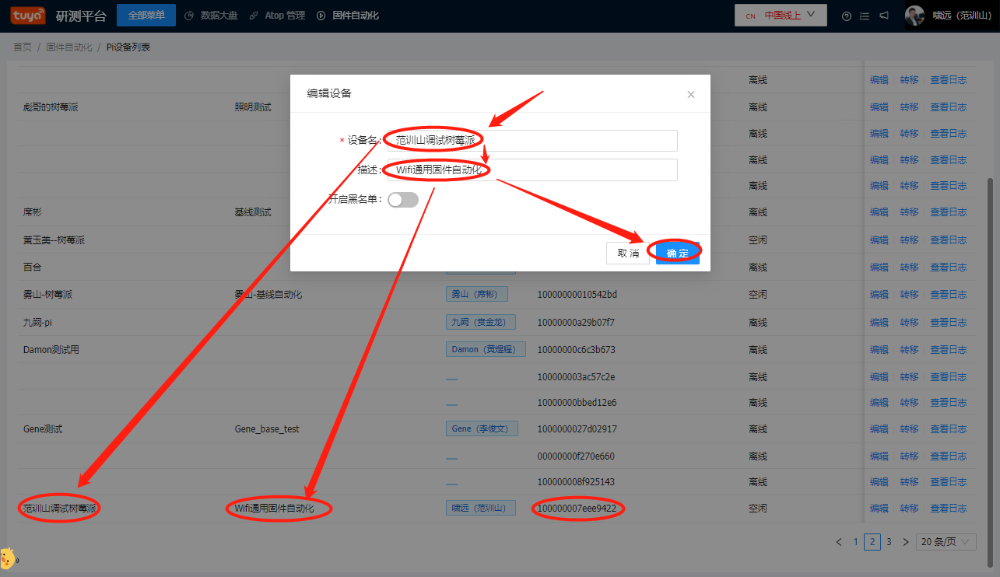 tuya 研测平台 全部菜单 数据大盘 Atop 管理 固件自动化 CN 中国线上 啸远（范训山）
首页 / 固件自动化 / Pi设备列表
离线 编辑 转移 查看日志
彪哥的树莓派 照明测试 离线 编辑 转移 查看日志
离线 编辑 转移 查看日志
离线 编辑 转移 查看日志
离线 编辑 转移 查看日志
席彬 基线测试 离线 编辑 转移 查看日志
黄玉美--树莓派 空闲 编辑 转移 查看日志
百合 离线 编辑 转移 查看日志
雾山-树莓派 雾山-基线自动化 雾山（席彬） 10000000010542bd 空闲 编辑 转移 查看日志
九阙-pi 九阙（贲金龙） 10000000a29b07f7 离线 编辑 转移 查看日志
Damon测试用 Damon（黄煜程） 10000000c6c3b673 离线 编辑 转移 查看日志
100000003ac57c2e 离线 编辑 转移 查看日志
10000000bbed12e6 离线 编辑 转移 查看日志
Gene测试 Gene_base_test Gene（李俊文） 1000000027d02917 离线 编辑 转移 查看日志
00000000f270e660 离线 编辑 转移 查看日志
100000008f925143 离线 编辑 转移 查看日志
范训山调试树莓派 Wifi通用固件自动化 啸远（范训山） 100000007eee9422 空闲 编辑 转移 查看日志
1 2 3 20 条/页
编辑设备
* 设备名: 范训山调试树莓派
描述: Wifi通用固件自动化
开启黑名单:
取 消 确 定